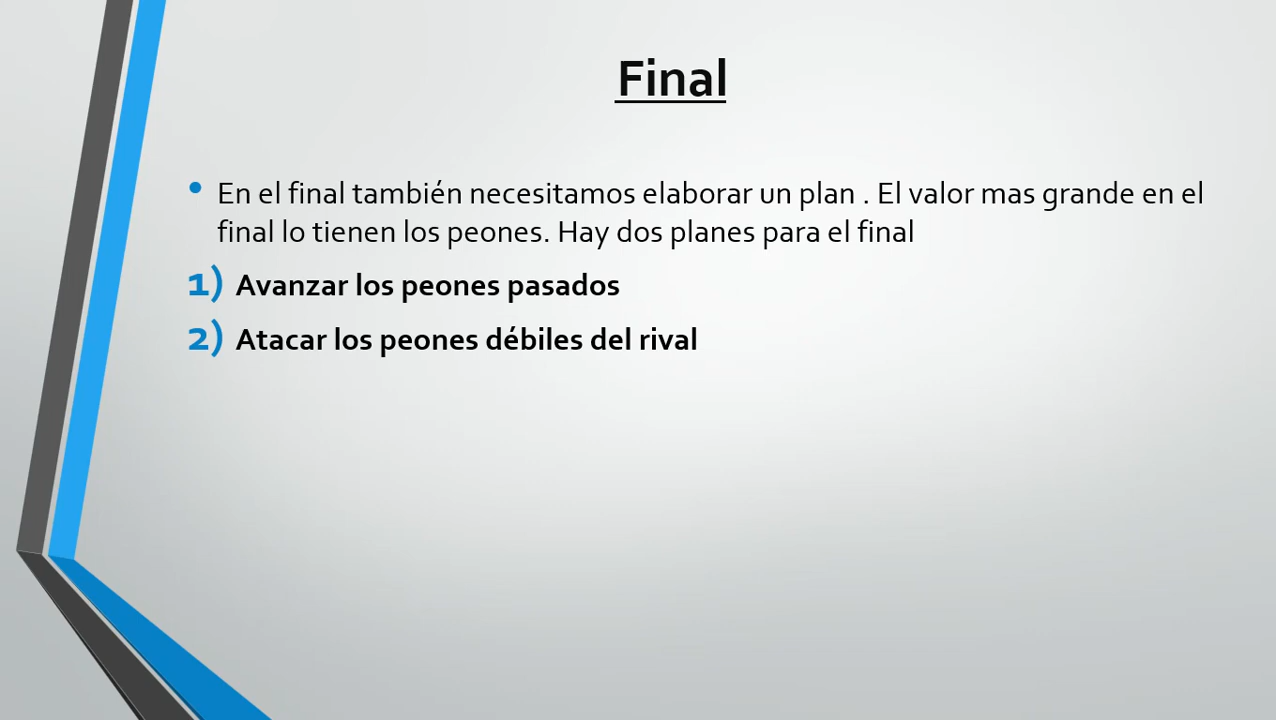 Final
• En el final también necesitamos elaborar un plan . El valor mas grande en el
final lo tienen los peones. Hay dos planes para el final
1) Avanzar los peones pasados
2) Atacar los peones débiles del rival